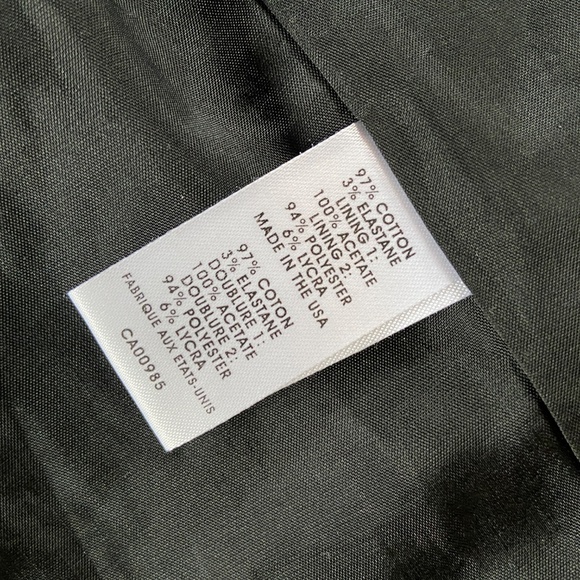 97% COTTON
3% ELASTANE
LINING 1:
100% ACETATE
LINING 2:
94% POLYESTER
6% LYCRA
MADE IN THE USA
97% COTON
3% ELASTANE
DOUBLURE 1:
100% ACETATE
DOUBLURE 2:
94% POLYESTER
6% LYCRA
FABRIQUE AUX ETATS-UNIS
CA00985